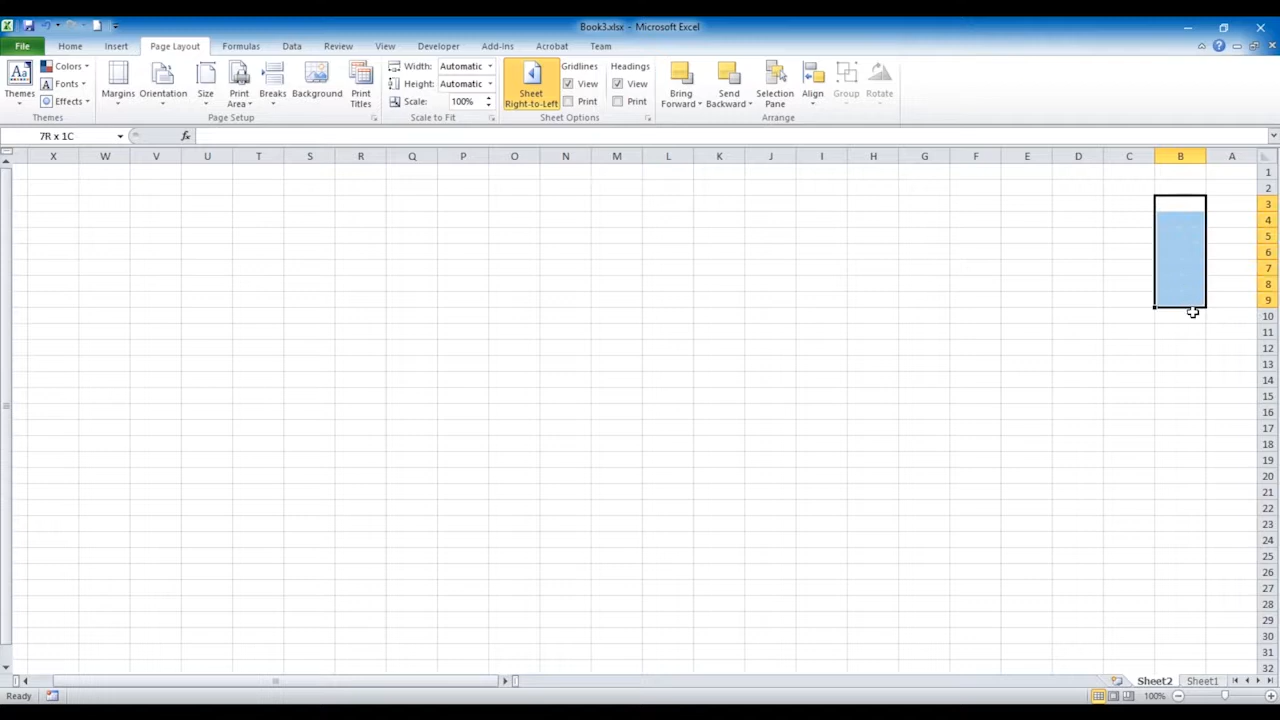 Book3.xlsx - Microsoft Excel
File Home Insert Page Layout Formulas Data Review View Developer Add-Ins Acrobat Team
Themes
Colors
Fonts
Effects
Themes
Margins
Orientation
Size
Print Area
Breaks
Background
Print Titles
Page Setup
Width: Automatic
Height: Automatic
Scale: 100%
Scale to Fit
Sheet Right-to-Left
Gridlines
View
Print
Headings
View
Print
Sheet Options
Bring Forward
Send Backward
Selection Pane
Align
Group
Rotate
Arrange
7R x 1C
fx
X W V U T S R Q P O N M L K J I H G F E D C B A
1
2
3
4
5
6
7
8
9
10
11
12
13
14
15
16
17
18
19
20
21
22
23
24
25
26
27
28
29
30
31
32
Sheet2 Sheet1
Ready
100%